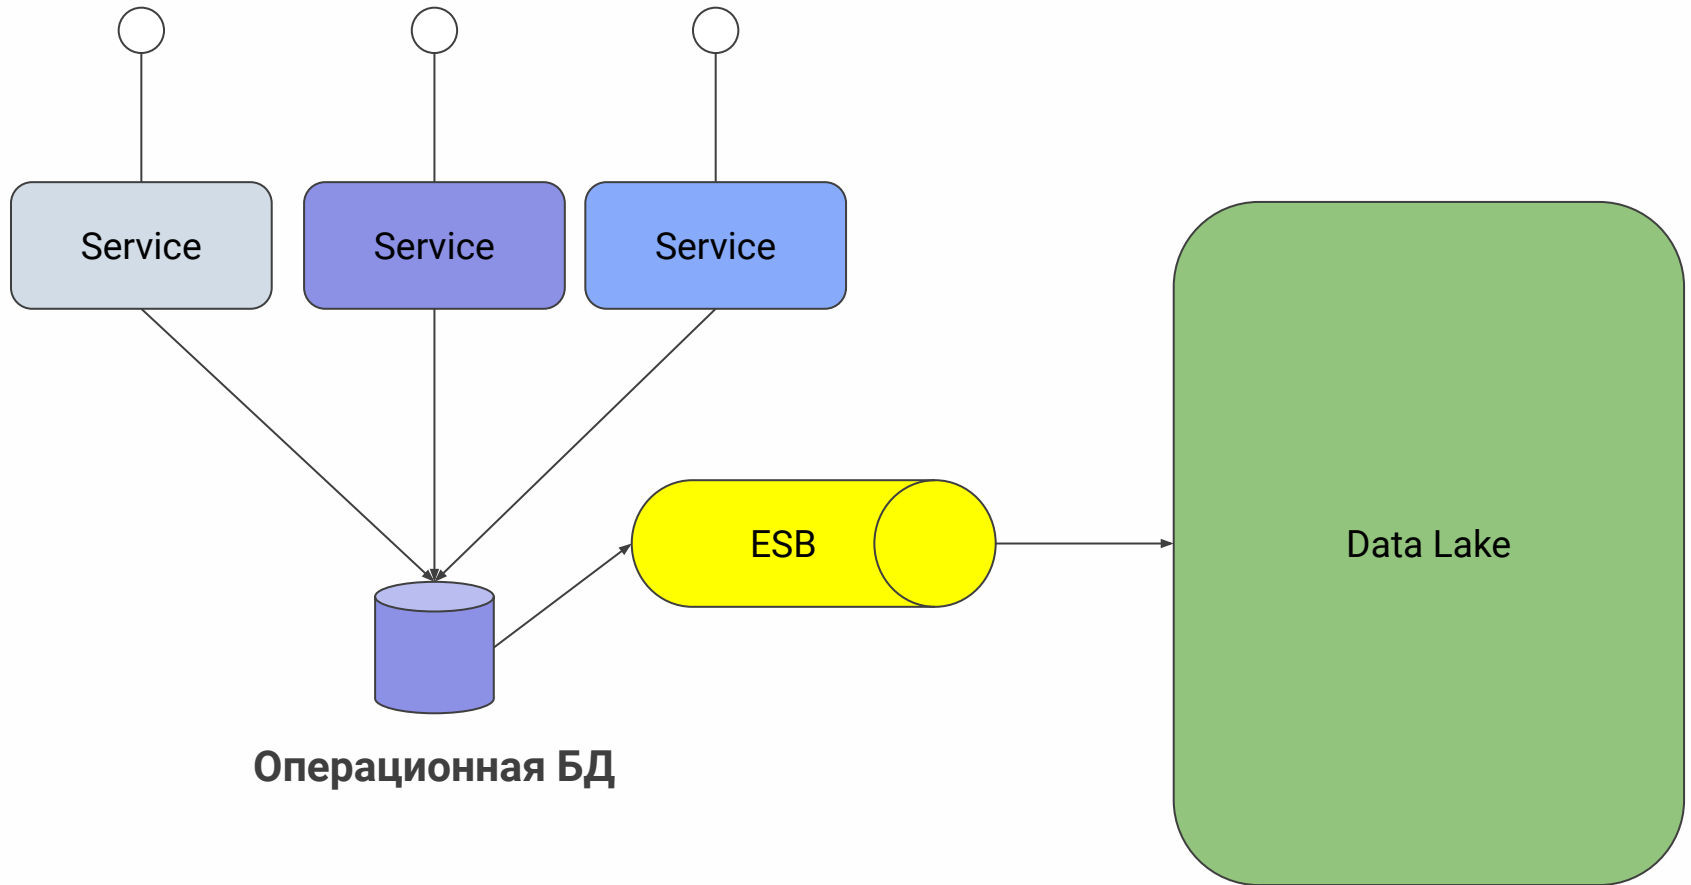 Service
Service
Service
ESB
Data Lake
Операционная БД